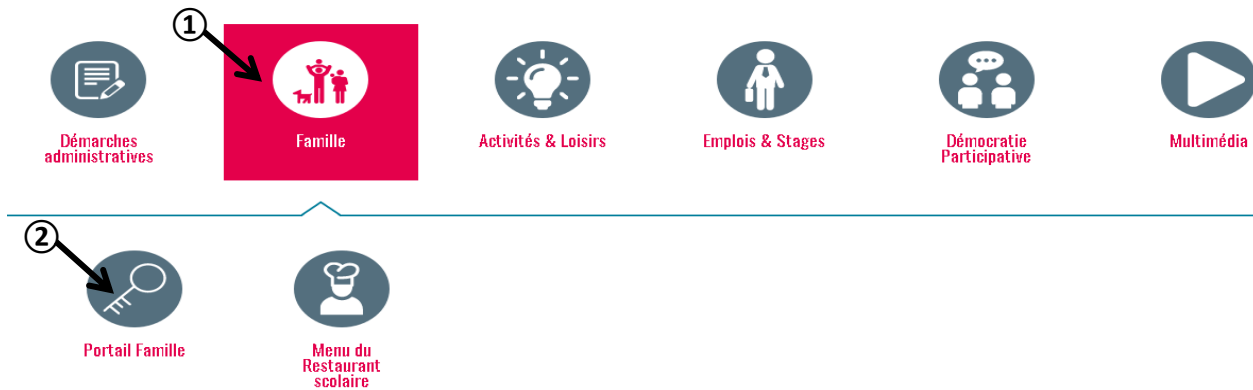 ①
Démarches
administratives
Famille
Activités & Loisirs
Emplois & Stages
Démocratie
Participative
Multimédia
②
Portail Famille
Menu du
Restaurant
scolaire